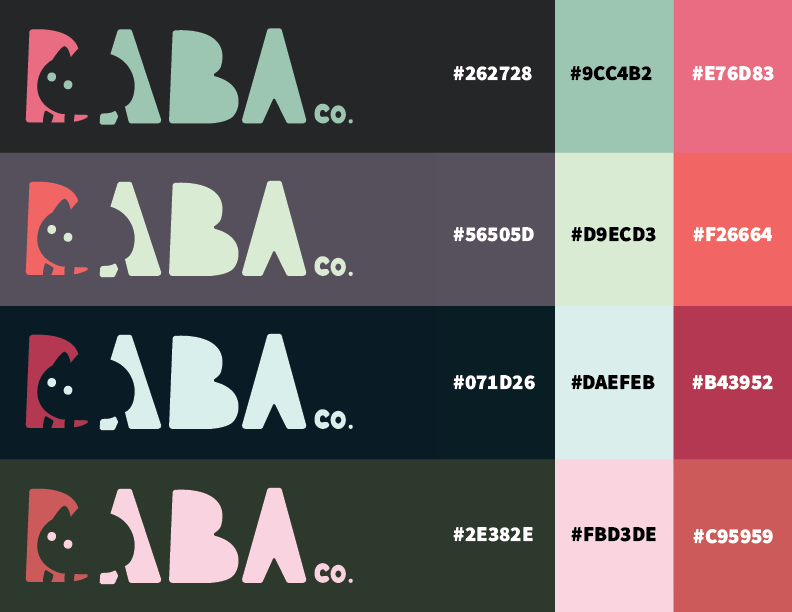 BABA co.
#262728
#9CC4B2
#E76D83
BABA co.
#56505D
#D9ECD3
#F26664
BABA co.
#071D26
#DAEFEB
#B43952
BABA co.
#2E382E
#FBD3DE
#C95959